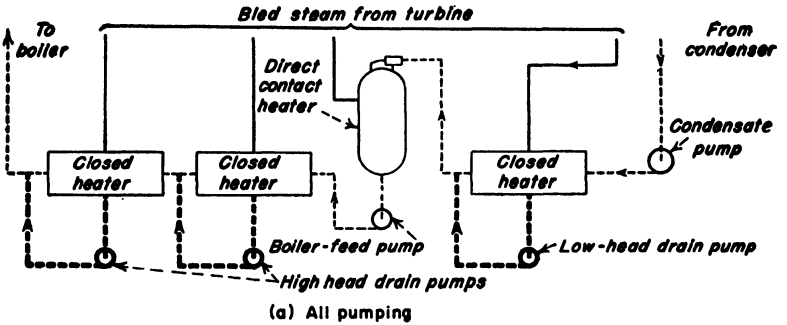 Bled steam from turbine
To
boiler
From
condenser
Direct
contact
heater
Condensate
pump
Closed
heater
Closed
heater
Closed
heater
Boiler-feed pump
Low-head drain pump
High head drain pumps
(a) All pumping